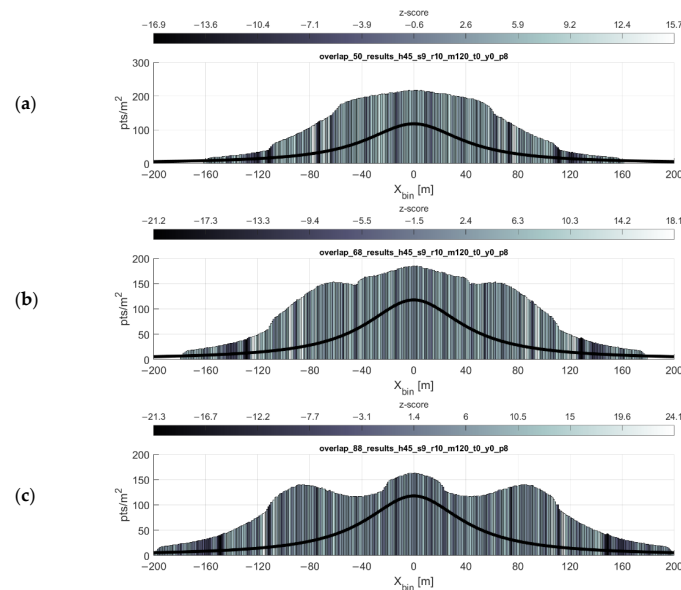 z-score
−16.9 −13.6 −10.4 −7.1 −3.9 −0.6 2.6 5.9 9.2 12.4 15.7
overlap_50_results_h45_s9_r10_m120_t0_y0_p8
(a)
pts/m²
300
200
100
0
−200 −160 −120 −80 −40 0 40 80 120 160 200
X_bin [m]
z-score
−21.2 −17.3 −13.3 −9.4 −5.5 −1.5 2.4 6.3 10.3 14.2 18.1
overlap_68_results_h45_s9_r10_m120_t0_y0_p8
(b)
pts/m²
200
150
100
50
0
−200 −160 −120 −80 −40 0 40 80 120 160 200
X_bin [m]
z-score
−21.3 −16.7 −12.2 −7.7 −3.1 1.4 6 10.5 15 19.6 24.1
overlap_88_results_h45_s9_r10_m120_t0_y0_p8
(c)
pts/m²
200
150
100
50
0
−200 −160 −120 −80 −40 0 40 80 120 160 200
X_bin [m]